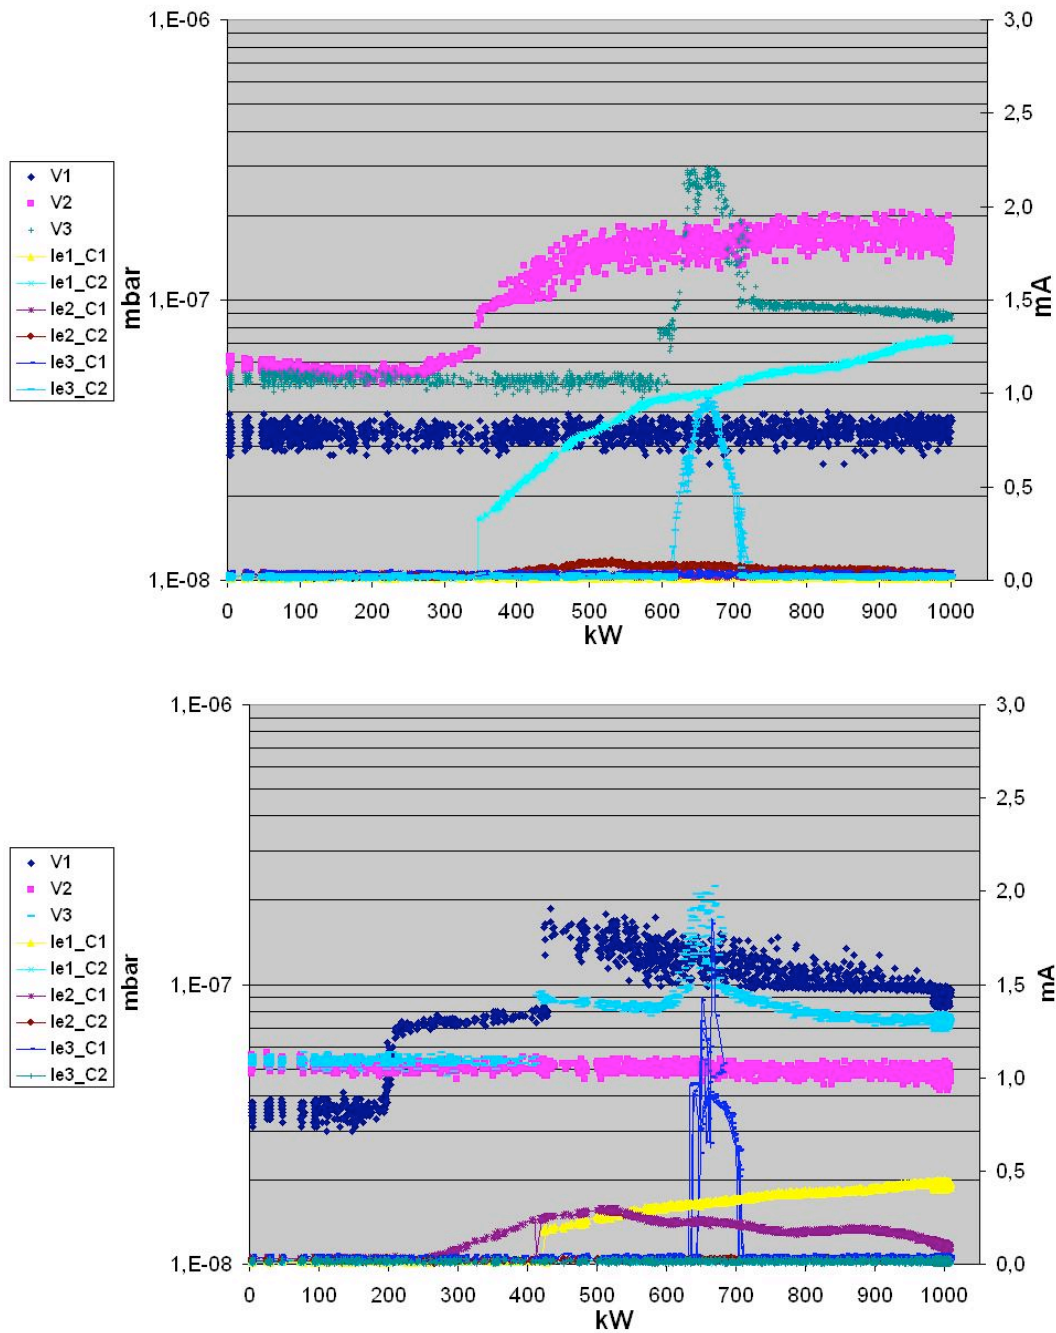 1,E-06
3,0
2,5
V1
V2
V3
Ie1_C1
Ie1_C2
Ie2_C1
Ie2_C2
Ie3_C1
Ie3_C2
mbar
1,E-07
2,0
1,5
mA
1,0
0,5
1,E-08
0,0
0 100 200 300 400 500 600 700 800 900 1000
kW
1,E-06
3,0
2,5
V1
V2
V3
Ie1_C1
Ie1_C2
Ie2_C1
Ie2_C2
Ie3_C1
Ie3_C2
mbar
1,E-07
2,0
1,5
mA
1,0
0,5
1,E-08
0,0
0 100 200 300 400 500 600 700 800 900 1000
kW